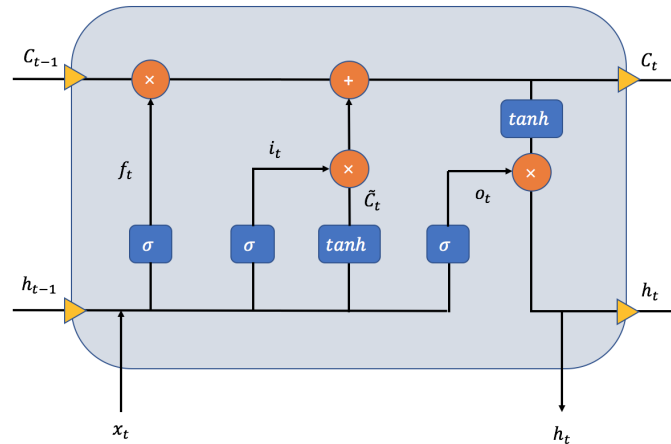 C_{t-1}
C_t
×
+
tanh
i_t
×
×
f_t
C̃_t
o_t
σ
σ
tanh
σ
h_{t-1}
h_t
x_t
h_t